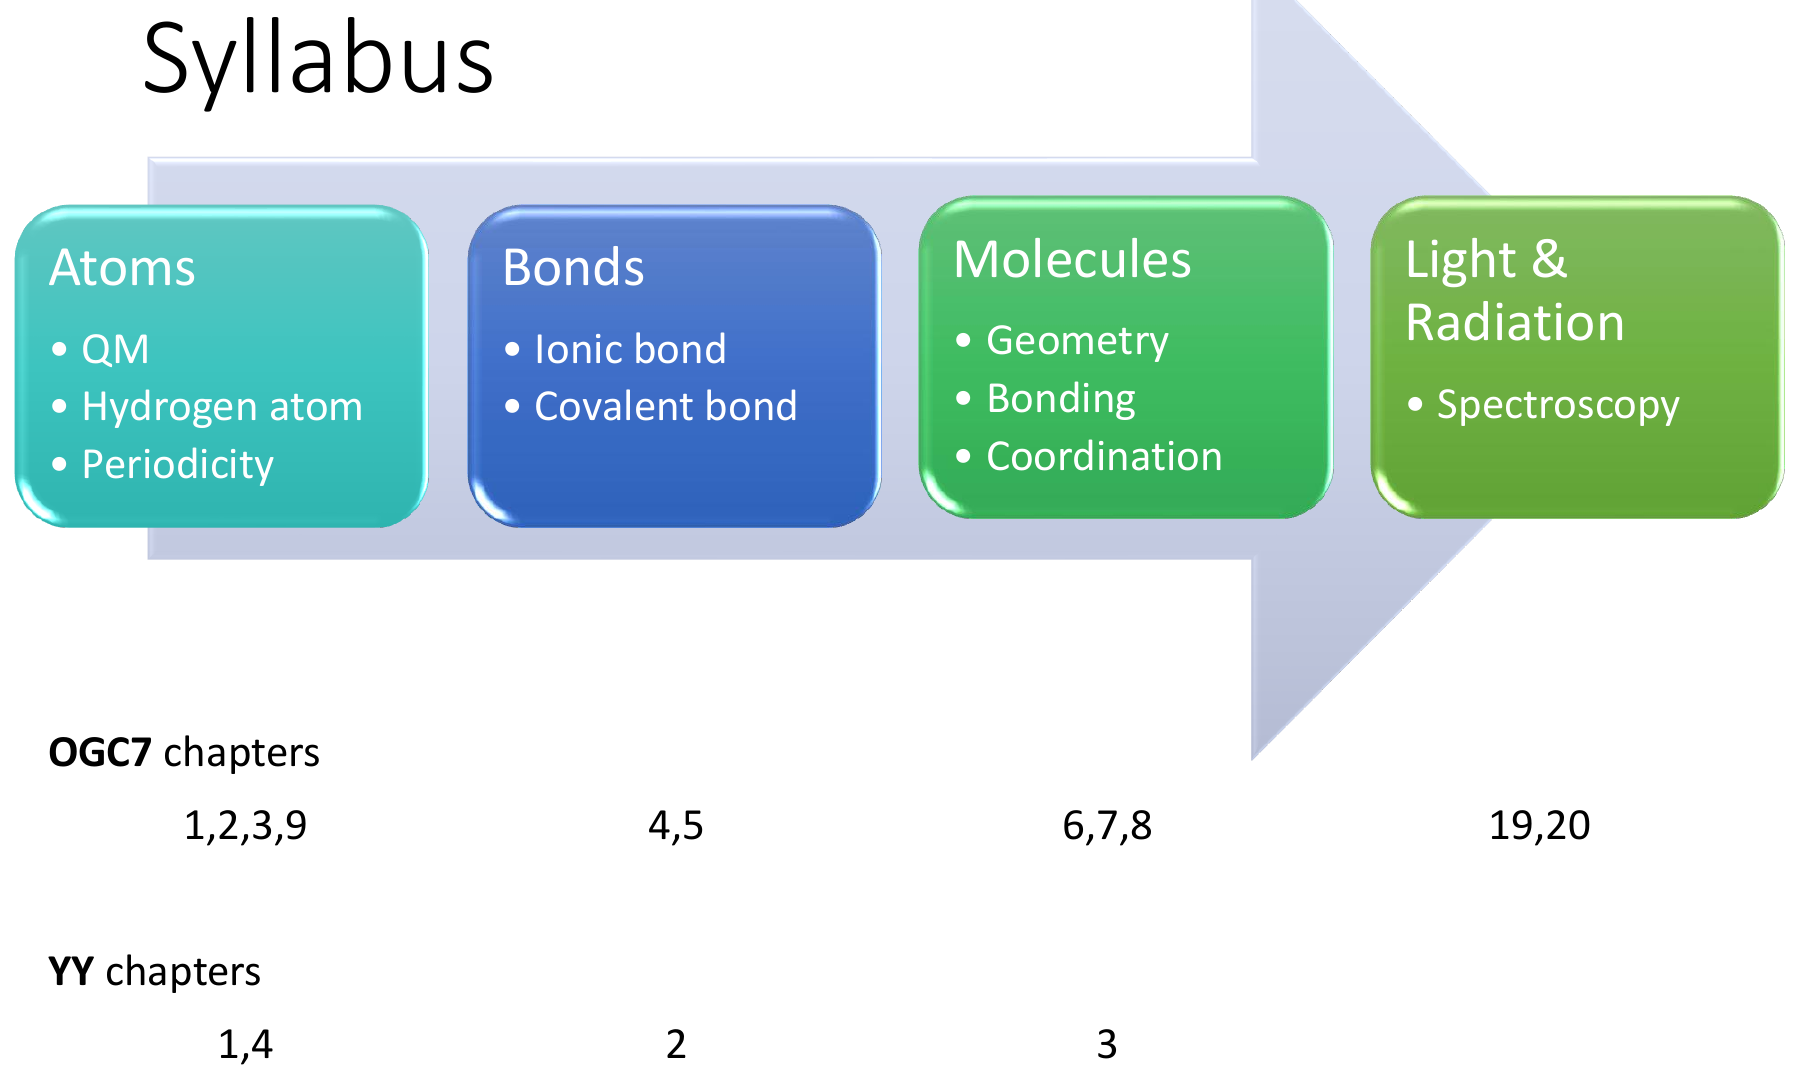 Syllabus
Atoms
• QM
• Hydrogen atom
• Periodicity
Bonds
• Ionic bond
• Covalent bond
Molecules
• Geometry
• Bonding
• Coordination
Light &
Radiation
• Spectroscopy
OGC7 chapters
1,2,3,9
4,5
6,7,8
19,20
YY chapters
1,4
2
3